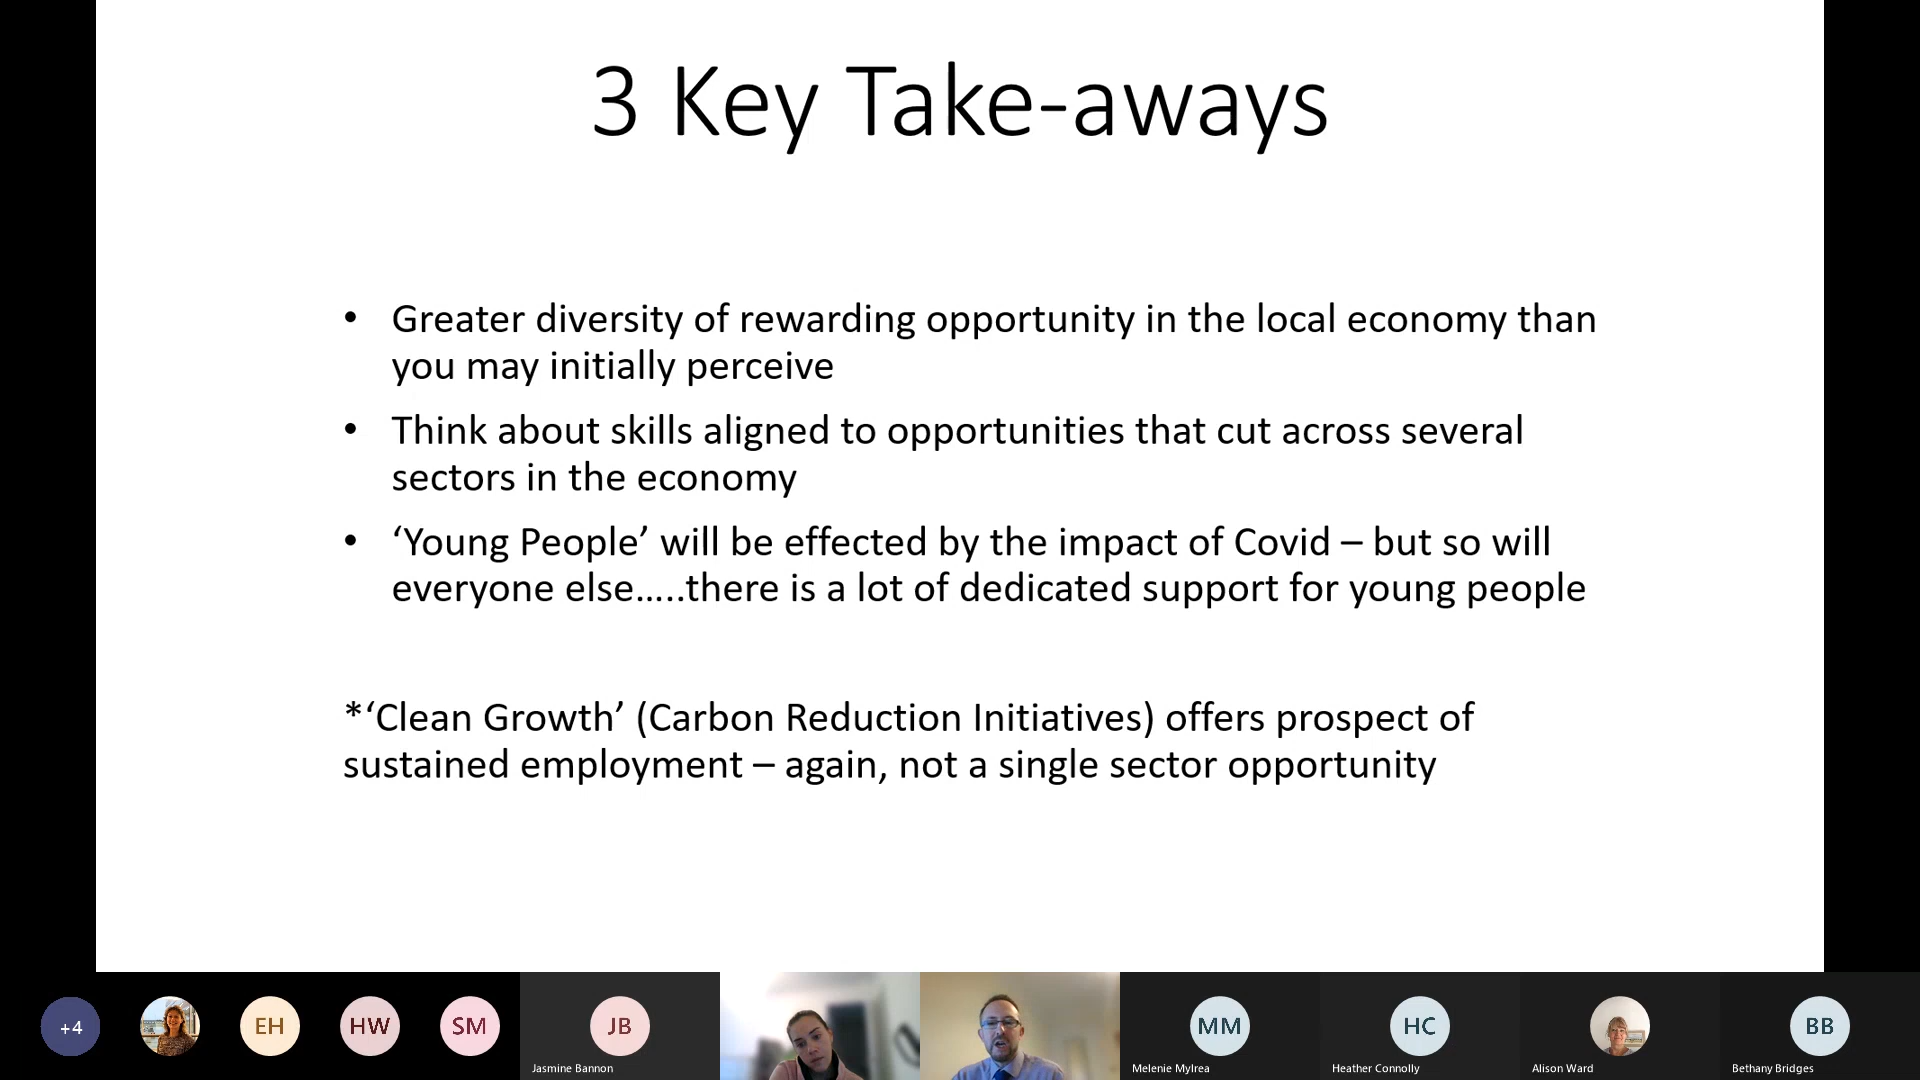 3 Key Take-aways
• Greater diversity of rewarding opportunity in the local economy than
you may initially perceive
• Think about skills aligned to opportunities that cut across several
sectors in the economy
• ‘Young People’ will be effected by the impact of Covid – but so will
everyone else…..there is a lot of dedicated support for young people
*‘Clean Growth’ (Carbon Reduction Initiatives) offers prospect of
sustained employment – again, not a single sector opportunity
+4
EH
HW
SM
JB
Jasmine Bannon
MM
Melenie Mylrea
HC
Heather Connolly
Alison Ward
BB
Bethany Bridges